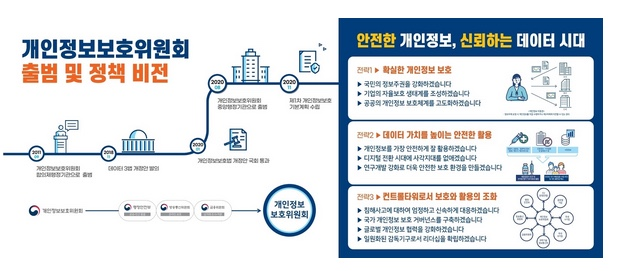 개인정보보호위원회
출범 및 정책 비전
2020
08
2020
11
개인정보보호위원회
중앙행정기관으로 출범
제1차 개인정보보호
기본계획 수립
2011
2018
11
2020
개인정보보호위원회
합의제행정기관으로 출범
데이터 3법 개정안 발의
개인정보보호법 개정안 국회 통과
개인정보보호위원회
행정안전부
방송통신위원회
금융위원회
개인정보
보호위원회
안전한 개인정보, 신뢰하는 데이터 시대
전략1 ▶ 확실한 개인정보 보호
▶ 국민의 정보주권을 강화하겠습니다
▶ 기업의 자율보호 생태계를 조성하겠습니다
▶ 공공의 개인정보 보호체계를 고도화하겠습니다
전략2 ▶ 데이터 가치를 높이는 안전한 활용
▶ 개인정보를 가장 안전하게 잘 활용하겠습니다
▶ 디지털 전환 시대에 사각지대를 없애겠습니다
▶ 연구개발 강화로 더욱 안전한 보호 환경을 만들겠습니다
전략3 ▶ 컨트롤타워로서 보호와 활용의 조화
▶ 침해사고에 대하여 엄정하고 신속하게 대응하겠습니다
▶ 국가 개인정보 보호 거버넌스를 구축하겠습니다
▶ 글로벌 개인정보 협력을 강화하겠습니다
▶ 일원화된 감독기구로서 리더십을 확립하겠습니다